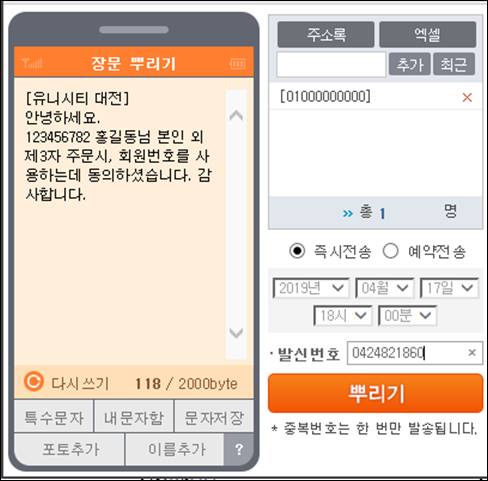 장문 뿌리기
[유니시티 대전]
안녕하세요.
123456782 홍길동님 본인 외
제3자 주문시, 회원번호를 사
용하는데 동의하셨습니다. 감
사합니다.
다시쓰기 118 / 2000byte
특수문자 내문자함 문자저장
포토추가 이름추가 ?
주소록 엑셀
추가 최근
[01000000000] ×
» 총 1 명
즉시전송 예약전송
2019년 04월 17일
18시 00분
· 발신번호 0424821860 ×
뿌리기
* 중복번호는 한 번만 발송됩니다.